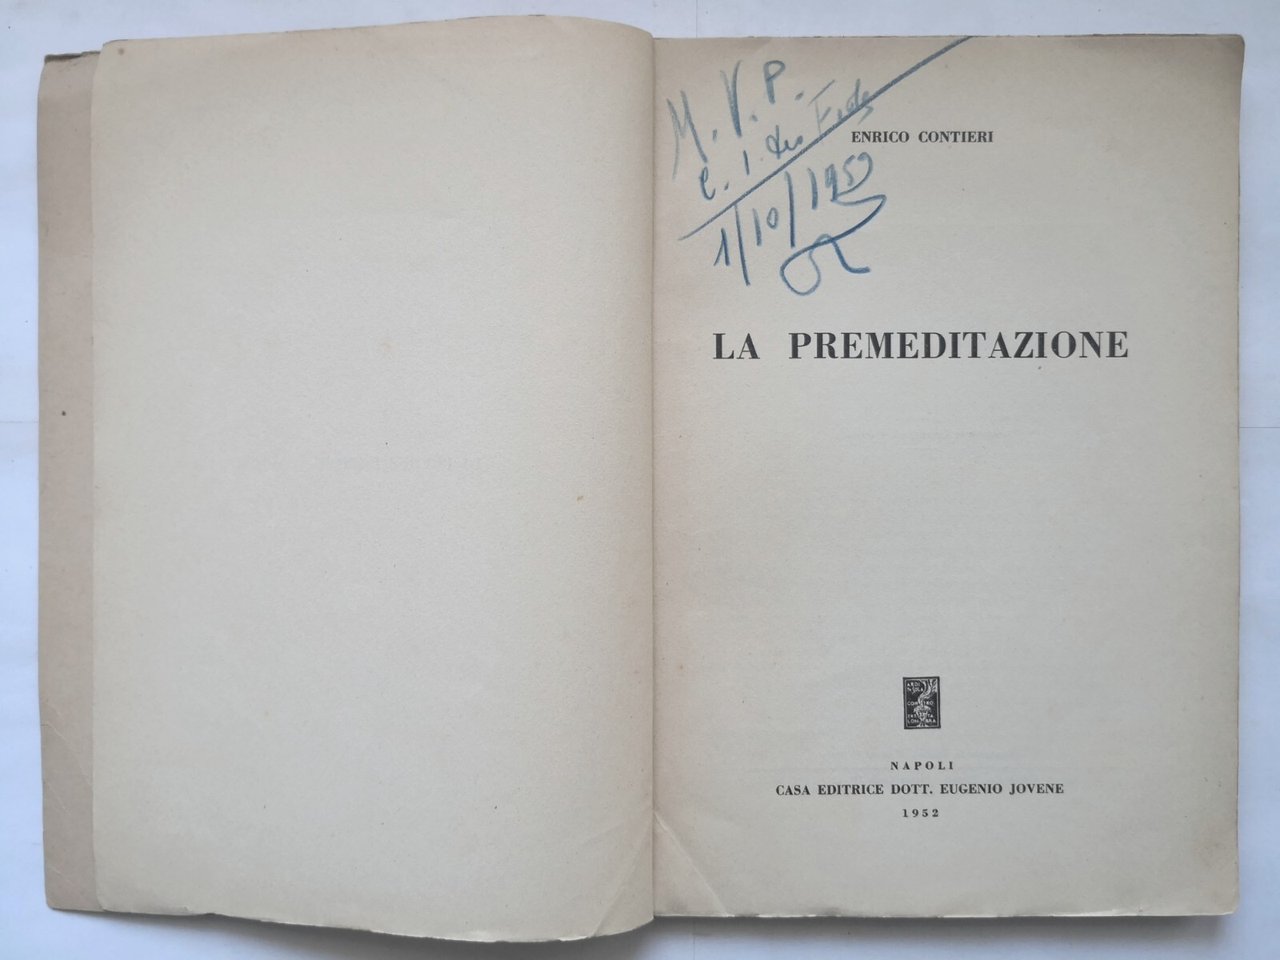 M. V. P.
C. I.
1/10/1959
ENRICO CONTIERI
LA PREMEDITAZIONE
NAPOLI
CASA EDITRICE DOTT. EUGENIO JOVENE
1952